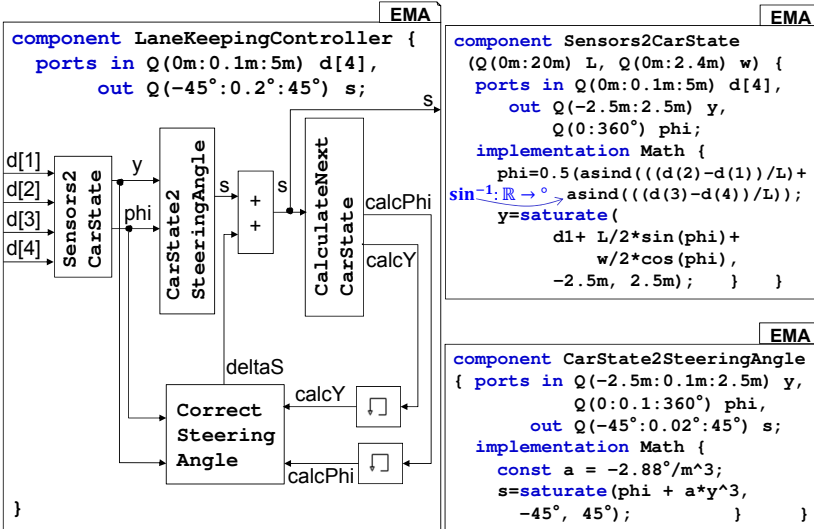 EMA
component LaneKeepingController {
ports in Q(0m:0.1m:5m) d[4],
out Q(−45°:0.2°:45°) s;
s
d[1]
d[2]
d[3]
d[4]
Sensors2
CarState
y
phi
CarState2
SteeringAngle
s
+
+
s
CalculateNext
CarState
calcPhi
calcY
deltaS
Correct
Steering
Angle
calcY
calcPhi
}
EMA
component Sensors2CarState
(Q(0m:20m) L, Q(0m:2.4m) w) {
ports in Q(0m:0.1m:5m) d[4],
out Q(−2.5m:2.5m) y,
Q(0:360°) phi;
implementation Math {
phi=0.5(asind(((d(2)−d(1))/L)+
sin⁻¹: ℝ → ° asind(((d(3)−d(4))/L));
y=saturate(
d1+ L/2*sin(phi)+
w/2*cos(phi),
−2.5m, 2.5m); } }
EMA
component CarState2SteeringAngle
{ ports in Q(−2.5m:0.1m:2.5m) y,
Q(0:0.1:360°) phi,
out Q(−45°:0.02°:45°) s;
implementation Math {
const a = −2.88°/m^3;
s=saturate(phi + a*y^3,
−45°, 45°); } }